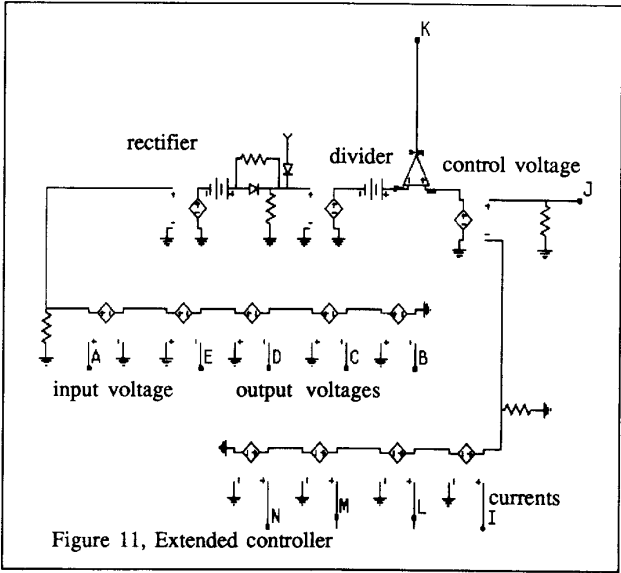 K
rectifier
Y
divider
control voltage
J
A
E
D
C
B
input voltage
output voltages
N
M
L
currents
I
Figure 11, Extended controller